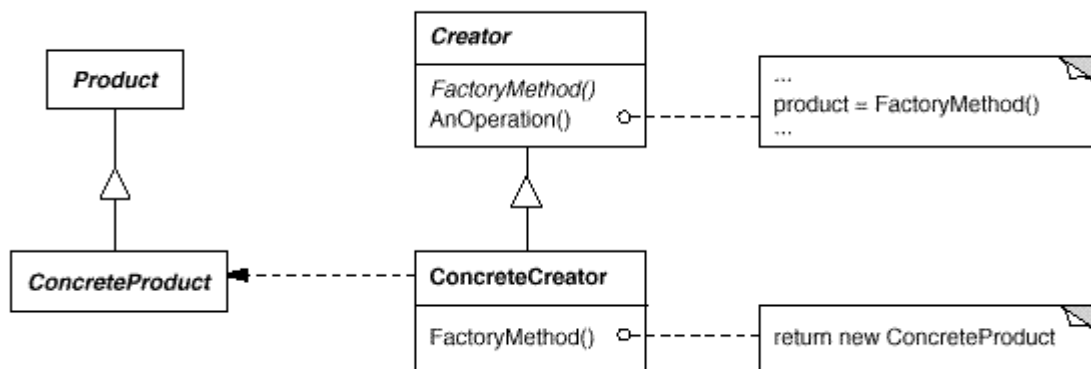 Product
ConcreteProduct
Creator
FactoryMethod()
AnOperation()
...
product = FactoryMethod()
...
ConcreteCreator
FactoryMethod()
return new ConcreteProduct